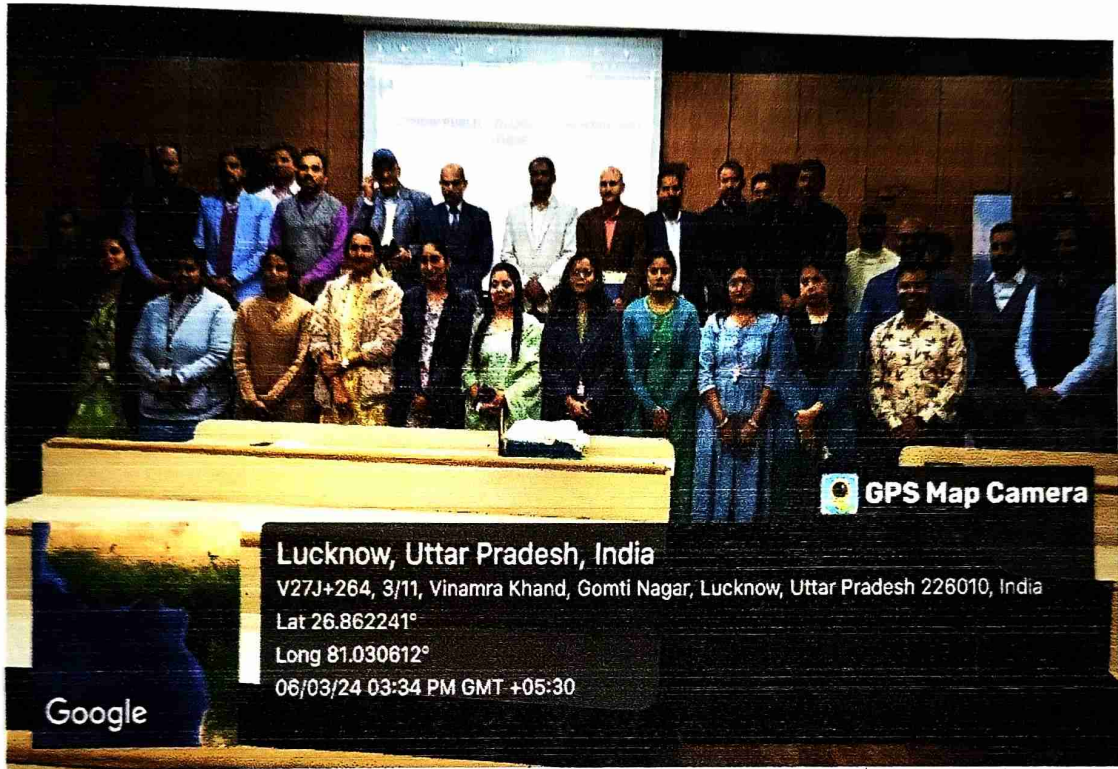 GPS Map Camera
Lucknow, Uttar Pradesh, India
V27J+264, 3/11, Vinamra Khand, Gomti Nagar, Lucknow, Uttar Pradesh 226010, India
Lat 26.862241°
Long 81.030612°
06/03/24 03:34 PM GMT +05:30
Google